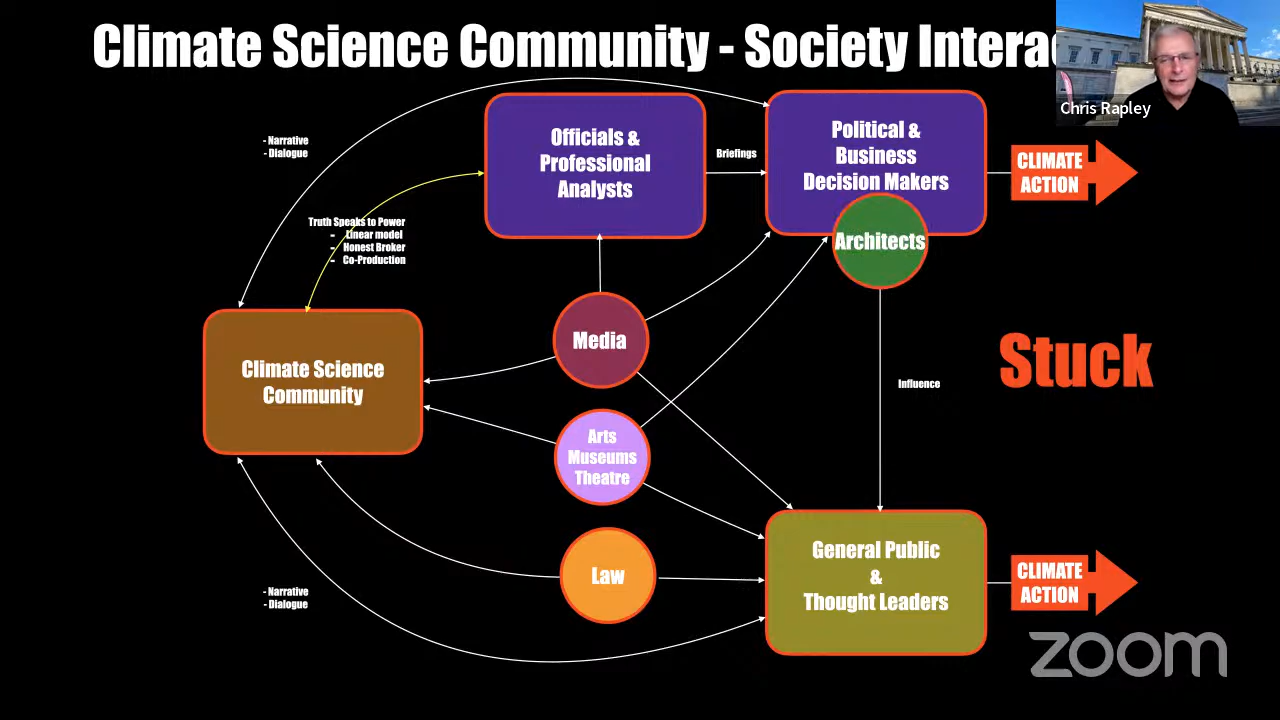 Climate Science Community - Society Interac
Chris Rapley
- Narrative
- Dialogue
Officials &
Professional
Analysts
Briefings
Political &
Business
Decision Makers
CLIMATE
ACTION
Truth Speaks to Power
- Linear model
- Honest Broker
- Co-Production
Architects
Media
Climate Science
Community
Stuck
Influence
Arts
Museums
Theatre
Law
General Public
&
Thought Leaders
CLIMATE
ACTION
- Narrative
- Dialogue
zoom